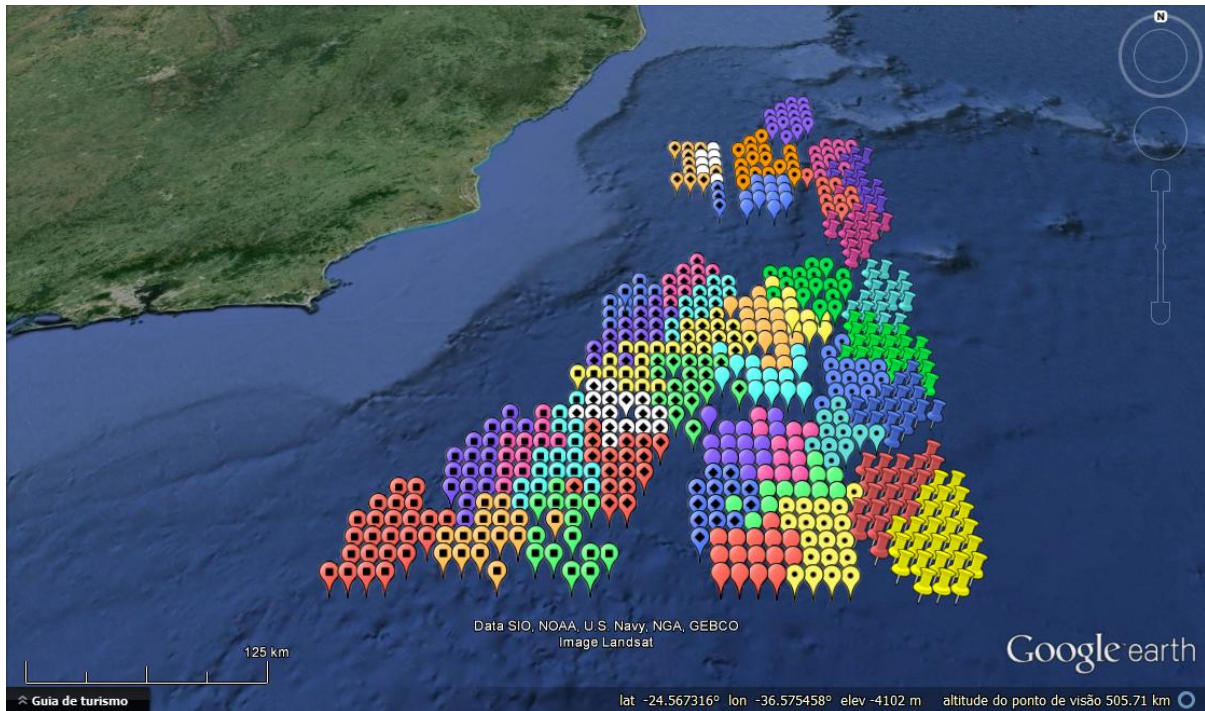 N
Data SIO, NOAA, U.S. Navy, NGA, GEBCO
Image Landsat
Google earth
125 km
Guia de turismo
lat -24.567316° lon -36.575458° elev -4102 m altitude do ponto de visão 505.71 km